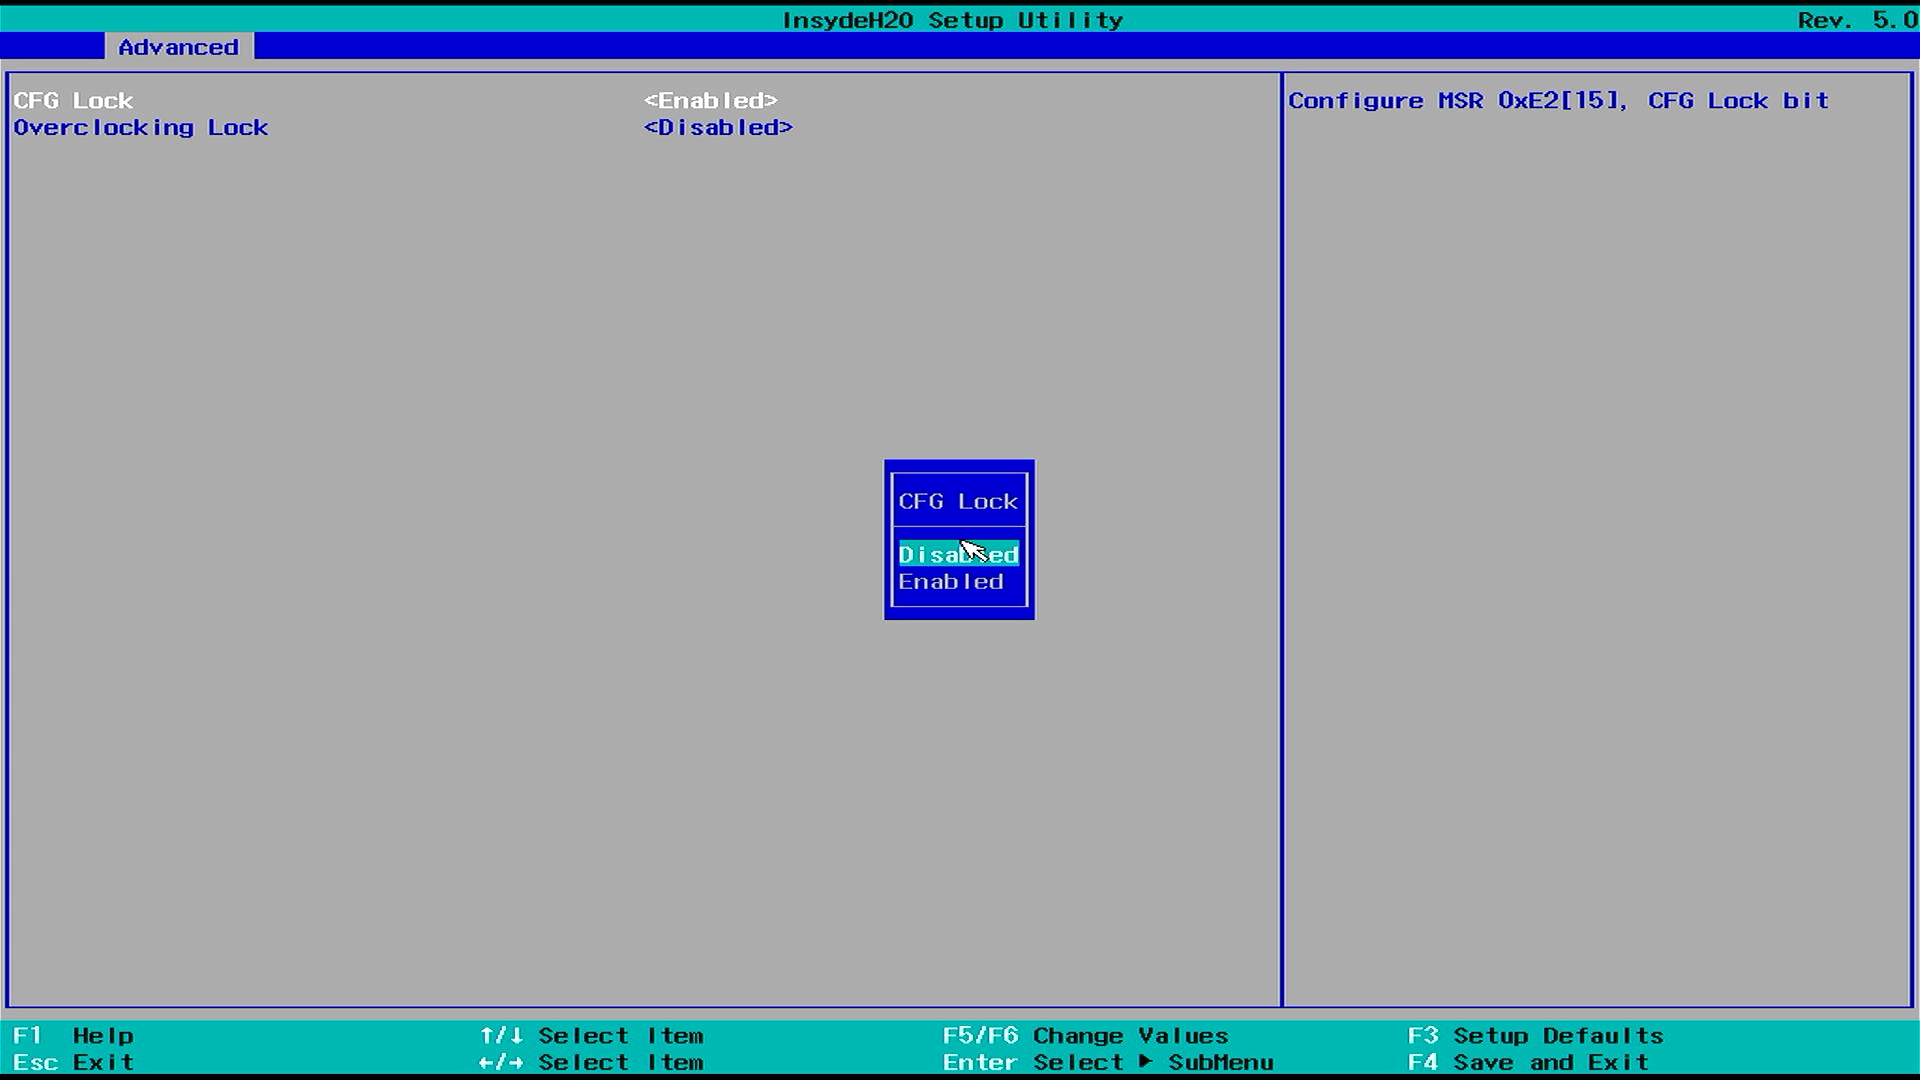 InsydeH2O Setup Utility Rev. 5.0
Advanced
CFG Lock <Enabled> Configure MSR 0xE2[15], CFG Lock bit
Overclocking Lock <Disabled>
CFG Lock
Disabled
Enabled
F1 Help ↑/↓ Select Item F5/F6 Change Values F3 Setup Defaults
Esc Exit ←/→ Select Item Enter Select ▶ SubMenu F4 Save and Exit